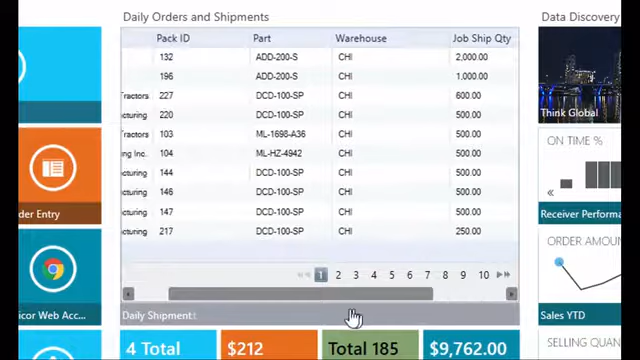 Daily Orders and Shipments
Data Discovery
Pack ID Part Warehouse Job Ship Qty
132 ADD-200-S CHI 2,000.00
196 ADD-200-S CHI 1,000.00
Tractors 227 DCD-100-SP CHI 600.00
cturing 220 DCD-100-SP CHI 500.00
Tractors 103 ML-1698-A36 CHI 500.00
ng Inc. 104 ML-HZ-4942 CHI 500.00
cturing 144 DCD-100-SP CHI 500.00
cturing 146 DCD-100-SP CHI 500.00
cturing 147 DCD-100-SP CHI 500.00
cturing 217 DCD-100-SP CHI 250.00
1 2 3 4 5 6 7 8 9 10
Daily Shipments
der Entry
icor Web Acc...
Think Global
ON TIME %
Receiver Performa
ORDER AMOUN
Sales YTD
SELLING QUAN
4 Total
$212
Total 185
$9,762.00